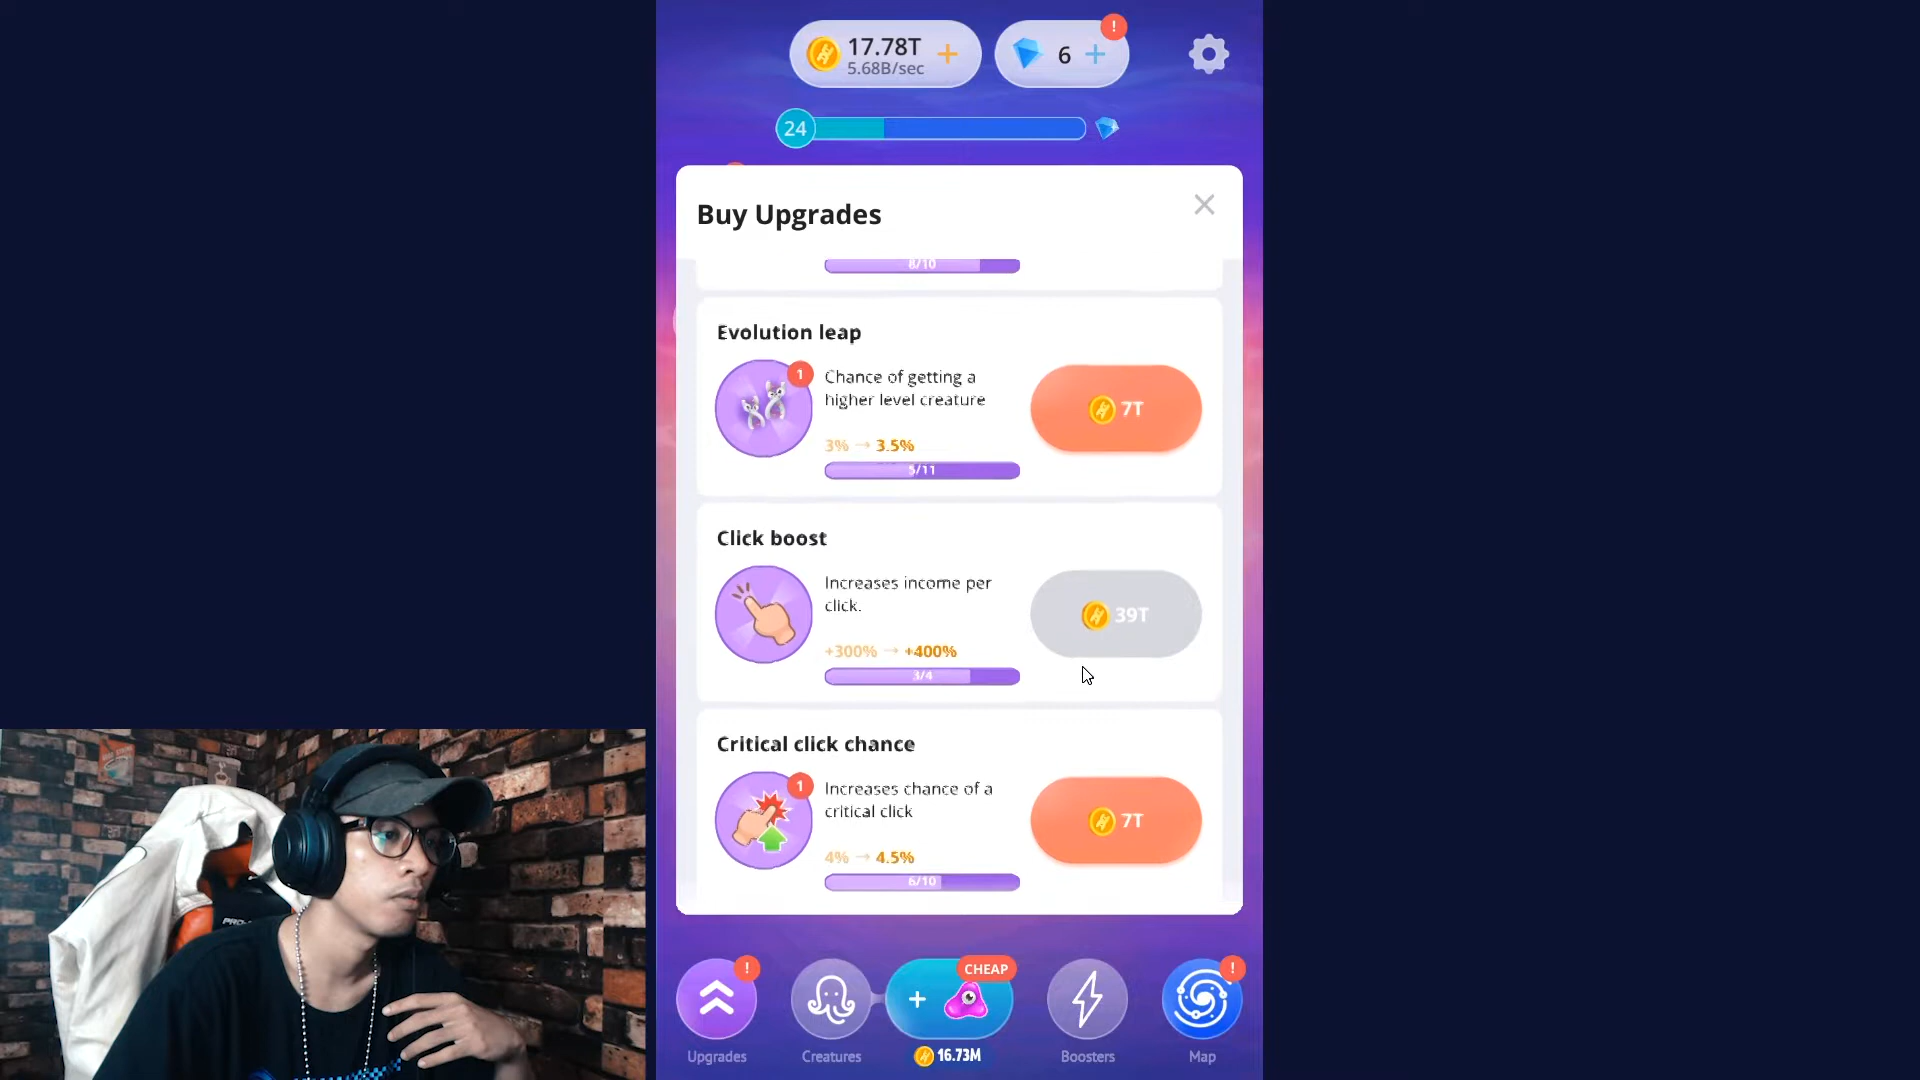 17.78T
5.68B/sec
6
!
24
Buy Upgrades
8/10
Evolution leap
1
Chance of getting a
higher level creature
7T
3% → 3.5%
5/11
Click boost
Increases income per
click.
39T
+300% → +400%
3/4
Critical click chance
1
Increases chance of a
critical click
7T
4% → 4.5%
6/10
!
CHEAP
!
+
Upgrades
Creatures
16.73M
Boosters
Map